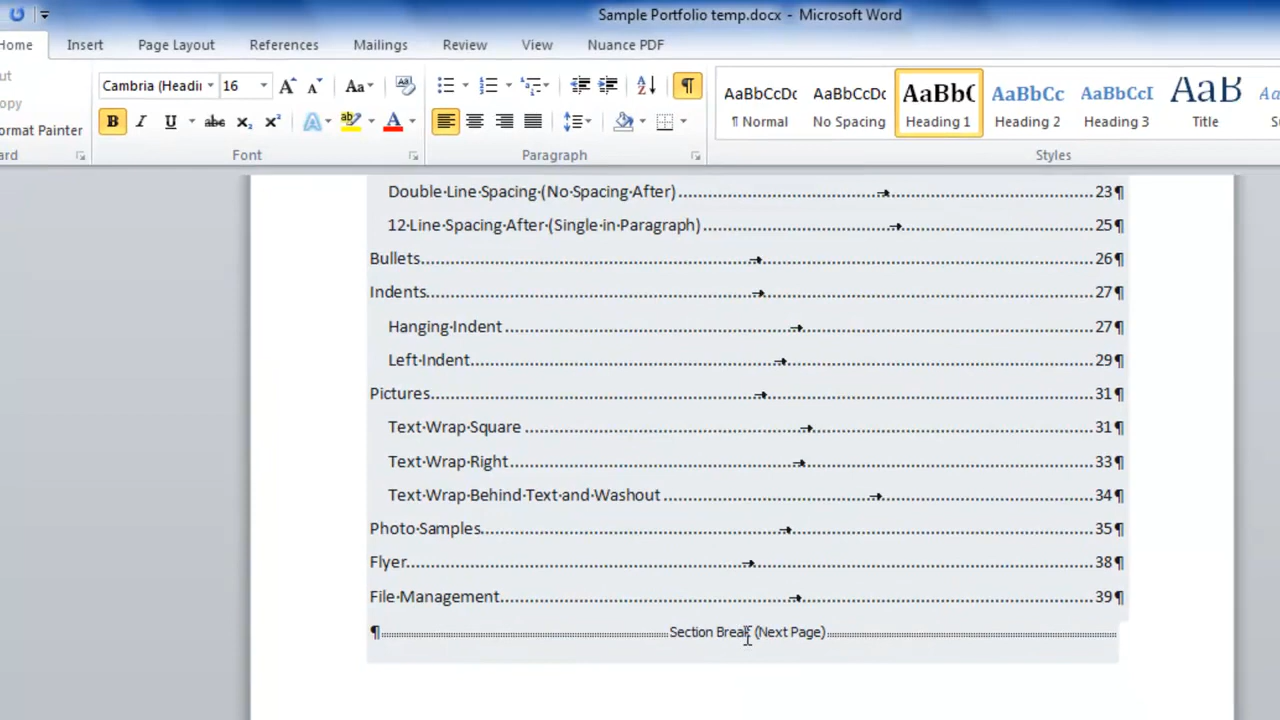 Sample Portfolio temp.docx - Microsoft Word
Home Insert Page Layout References Mailings Review View Nuance PDF
Cambria (Headi 16 Aa
B I U abc X₂ X² A A
ormat Painter
Font Paragraph Styles
AaBbCcDc AaBbCcDc AaBbC AaBbCc AaBbCcI AaB
¶ Normal No Spacing Heading 1 Heading 2 Heading 3 Title
Double·Line·Spacing·(No·Spacing·After) 23¶
12·Line·Spacing·After·(Single·in·Paragraph) 25¶
Bullets 26¶
Indents 27¶
Hanging·Indent 27¶
Left·Indent 29¶
Pictures 31¶
Text·Wrap·Square 31¶
Text·Wrap·Right 33¶
Text·Wrap·Behind·Text·and·Washout 34¶
Photo·Samples 35¶
Flyer 38¶
File·Management 39¶
¶ Section Break (Next Page)